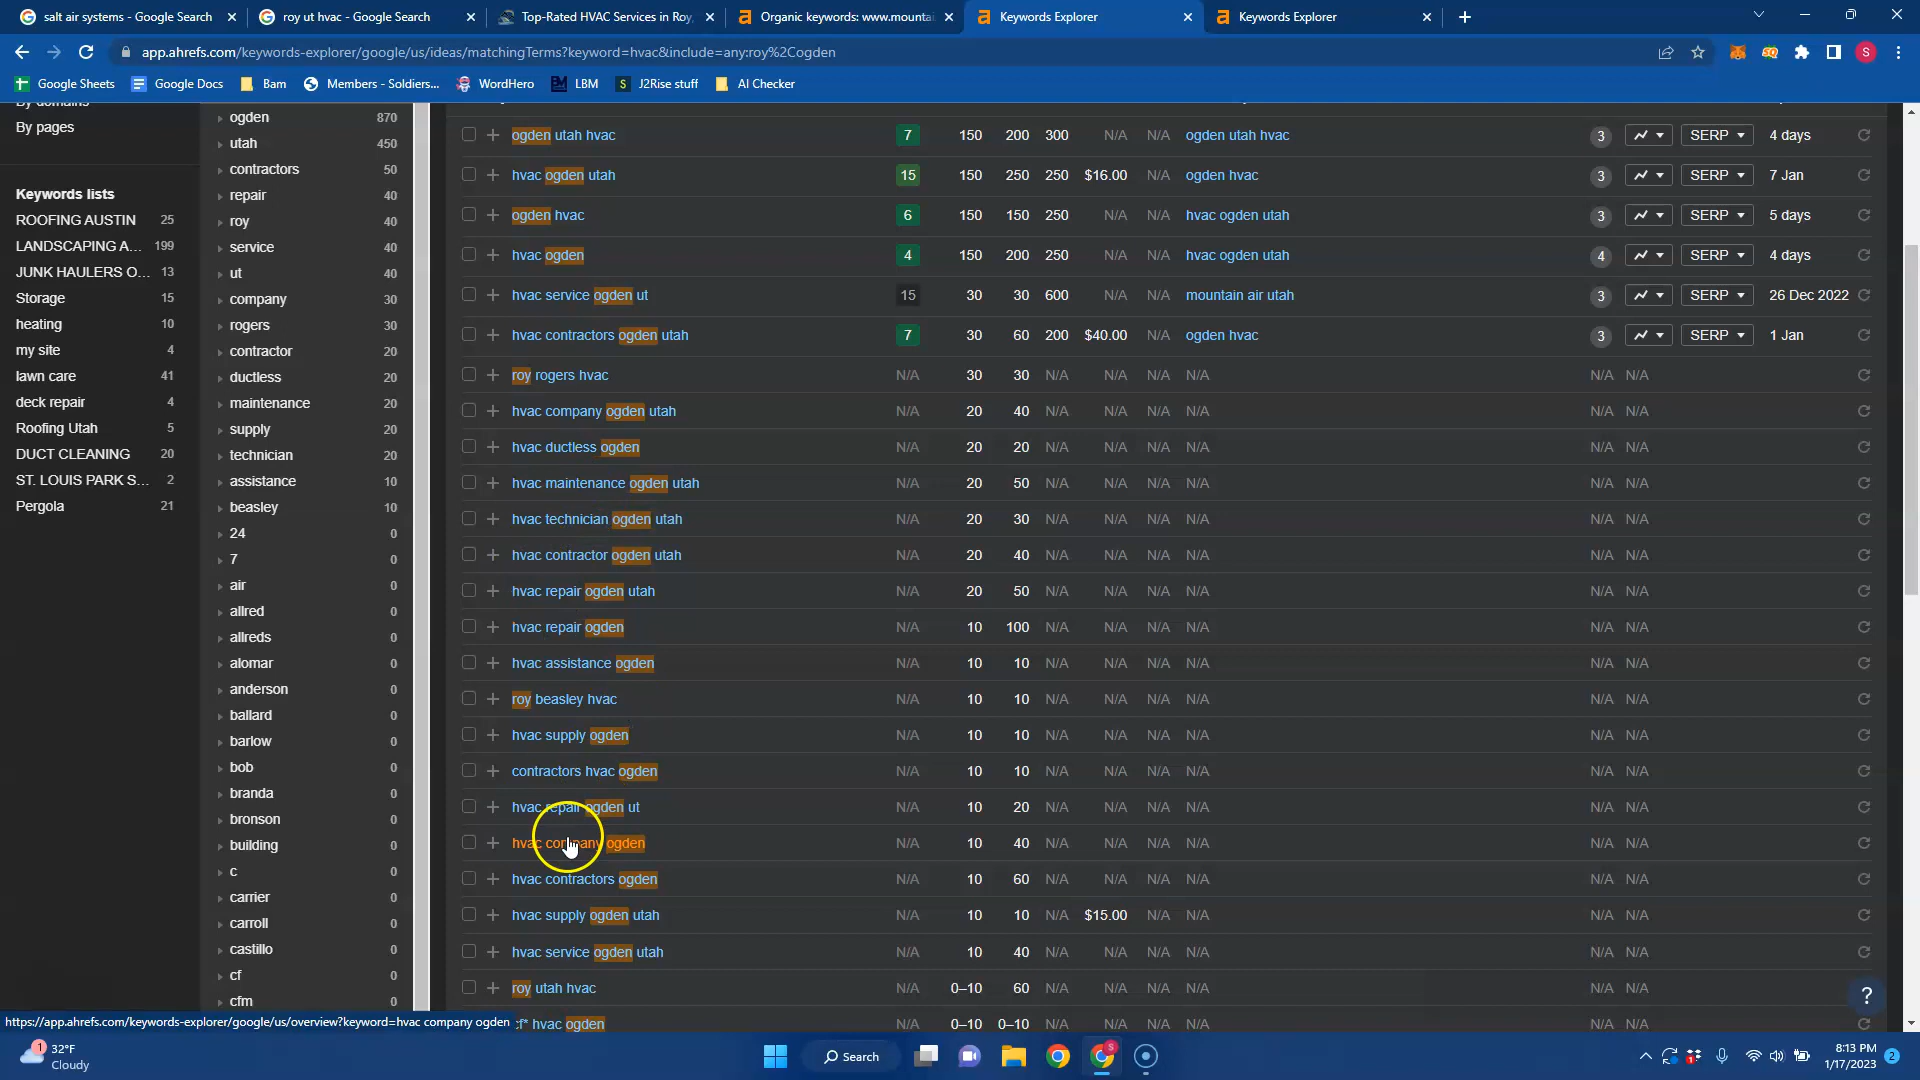 salt air systems - Google Search
roy ut hvac - Google Search
Top-Rated HVAC Services in Roy,
Organic keywords: www.mountai
Keywords Explorer
Keywords Explorer
app.ahrefs.com/keywords-explorer/google/us/ideas/matchingTerms?keyword=hvac&include=any:roy%2Cogden
S
Google Sheets
Google Docs
Bam
Members - Soldiers...
WordHero
LBM
J2Rise stuff
AI Checker
By domains
By pages
Keywords lists
ROOFING AUSTIN 25
LANDSCAPING A... 199
JUNK HAULERS O... 13
Storage 15
heating 10
my site 4
lawn care 41
deck repair 4
Roofing Utah 5
DUCT CLEANING 20
ST. LOUIS PARK S... 2
Pergola 21
ogden 870
utah 450
contractors 50
repair 40
roy 40
service 40
ut 40
company 30
rogers 30
contractor 20
ductless 20
maintenance 20
supply 20
technician 20
assistance 10
beasley 10
24 0
7 0
air 0
allred 0
allreds 0
alomar 0
anderson 0
ballard 0
barlow 0
bob 0
branda 0
bronson 0
building 0
c 0
carrier 0
carroll 0
castillo 0
cf 0
cfm 0
ogden utah hvac 7 150 200 300 N/A N/A ogden utah hvac 3 SERP 4 days
hvac ogden utah 15 150 250 250 $16.00 N/A ogden hvac 3 SERP 7 Jan
ogden hvac 6 150 150 250 N/A N/A hvac ogden utah 3 SERP 5 days
hvac ogden 4 150 200 250 N/A N/A hvac ogden utah 4 SERP 4 days
hvac service ogden ut 15 30 30 600 N/A N/A mountain air utah 3 SERP 26 Dec 2022
hvac contractors ogden utah 7 30 60 200 $40.00 N/A ogden hvac 3 SERP 1 Jan
roy rogers hvac N/A 30 30 N/A N/A N/A N/A N/A N/A
hvac company ogden utah N/A 20 40 N/A N/A N/A N/A N/A N/A
hvac ductless ogden N/A 20 20 N/A N/A N/A N/A N/A N/A
hvac maintenance ogden utah N/A 20 50 N/A N/A N/A N/A N/A N/A
hvac technician ogden utah N/A 20 30 N/A N/A N/A N/A N/A N/A
hvac contractor ogden utah N/A 20 40 N/A N/A N/A N/A N/A N/A
hvac repair ogden utah N/A 20 50 N/A N/A N/A N/A N/A N/A
hvac repair ogden N/A 10 100 N/A N/A N/A N/A N/A N/A
hvac assistance ogden N/A 10 10 N/A N/A N/A N/A N/A N/A
roy beasley hvac N/A 10 10 N/A N/A N/A N/A N/A N/A
hvac supply ogden N/A 10 10 N/A N/A N/A N/A N/A N/A
contractors hvac ogden N/A 10 10 N/A N/A N/A N/A N/A N/A
hvac repair ogden ut N/A 10 20 N/A N/A N/A N/A N/A N/A
hvac company ogden N/A 10 40 N/A N/A N/A N/A N/A N/A
hvac contractors ogden N/A 10 60 N/A N/A N/A N/A N/A N/A
hvac supply ogden utah N/A 10 10 N/A $15.00 N/A N/A N/A N/A
hvac service ogden utah N/A 10 40 N/A N/A N/A N/A N/A N/A
roy utah hvac N/A 0–10 60 N/A N/A N/A N/A N/A N/A
cf* hvac ogden N/A 0–10 0–10 N/A N/A N/A N/A N/A N/A
?
https://app.ahrefs.com/keywords-explorer/google/us/overview?keyword=hvac company ogden
1
32°F
Cloudy
Search
S
1
8:13 PM
1/17/2023
2